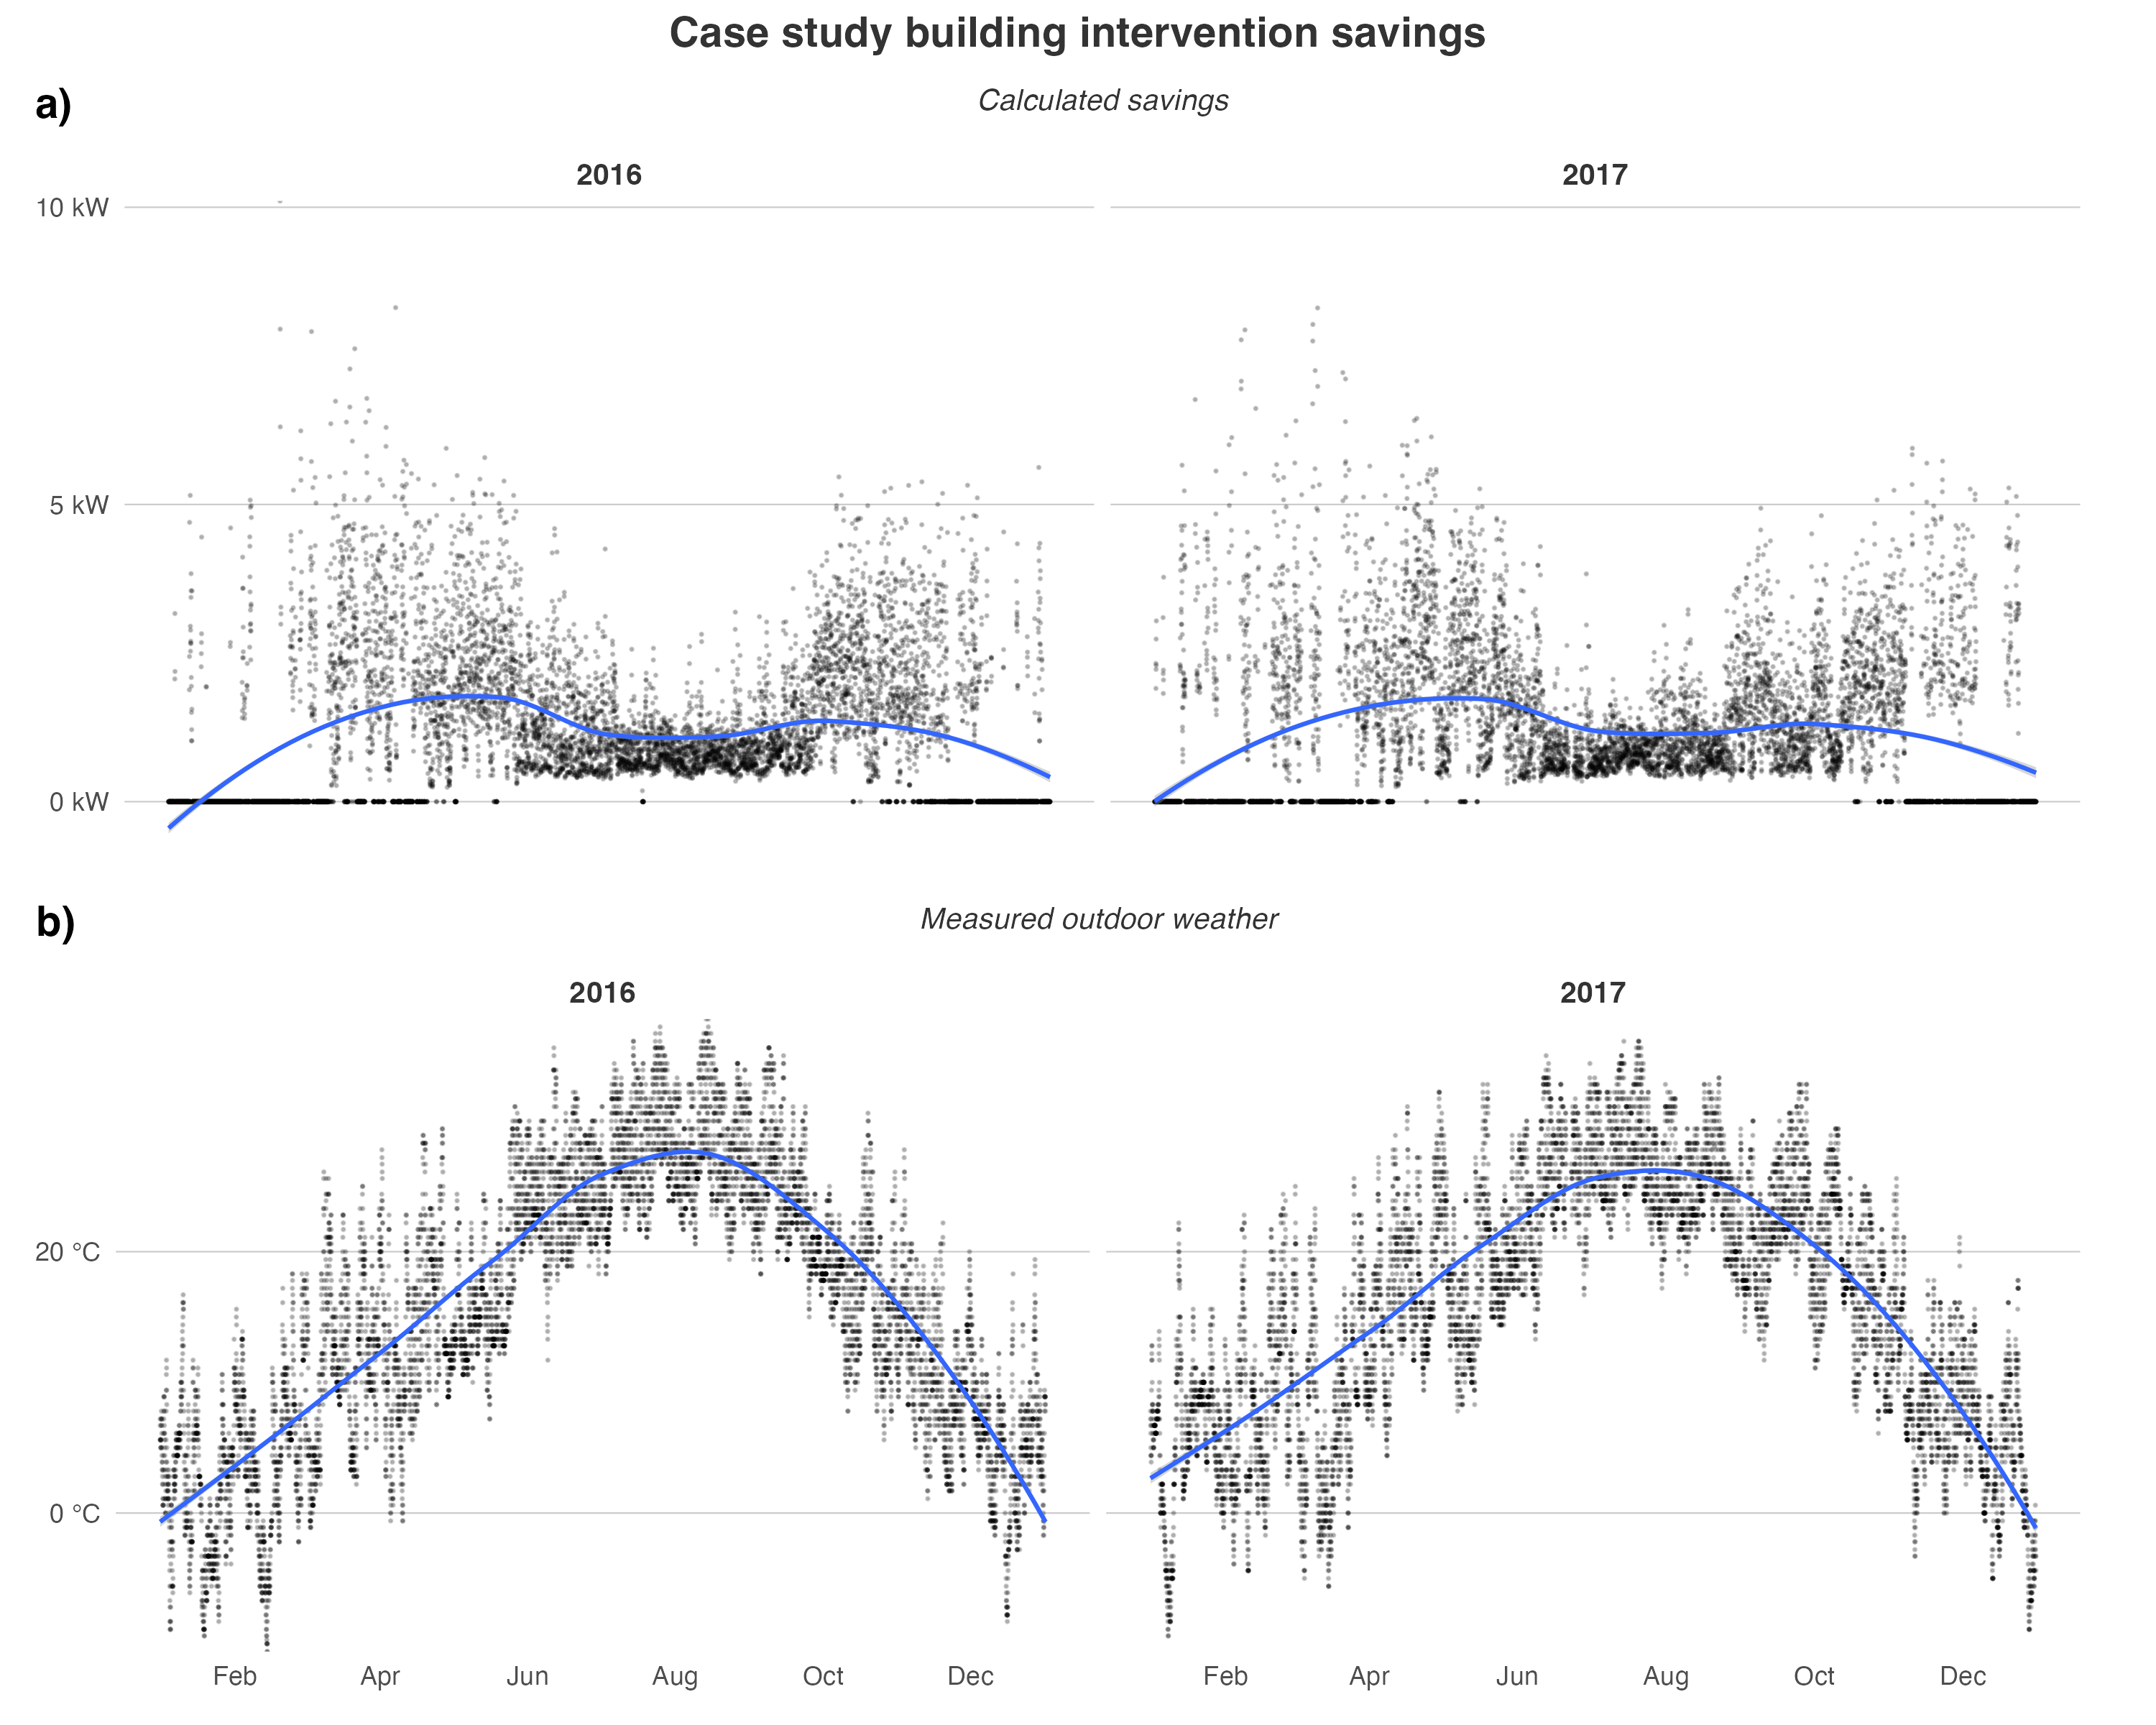 Case study building intervention savings
a)
Calculated savings
2016 2017
10 kW
5 kW
0 kW
b)
Measured outdoor weather
2016 2017
20 °C
0 °C
Feb Apr Jun Aug Oct Dec Feb Apr Jun Aug Oct Dec